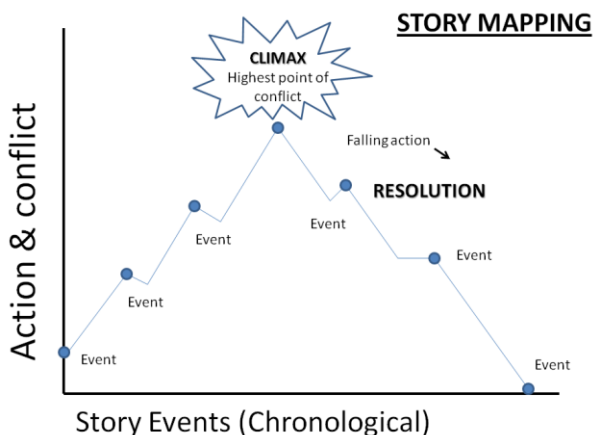 STORY MAPPING
CLIMAX
Highest point of
conflict
Falling action
RESOLUTION
Event
Event
Event
Event
Event
Event
Action & conflict
Story Events (Chronological)